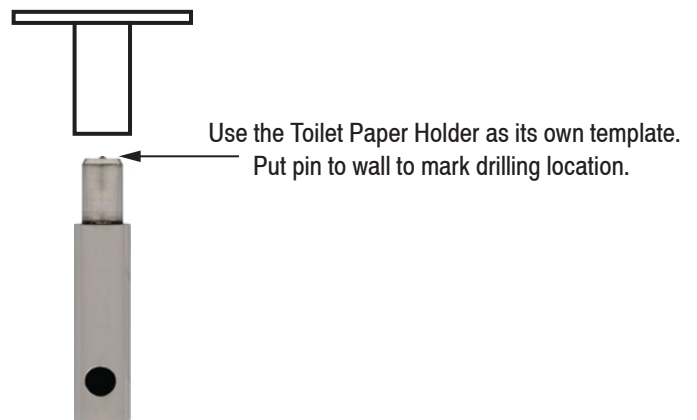 Use the Toilet Paper Holder as its own template.
Put pin to wall to mark drilling location.